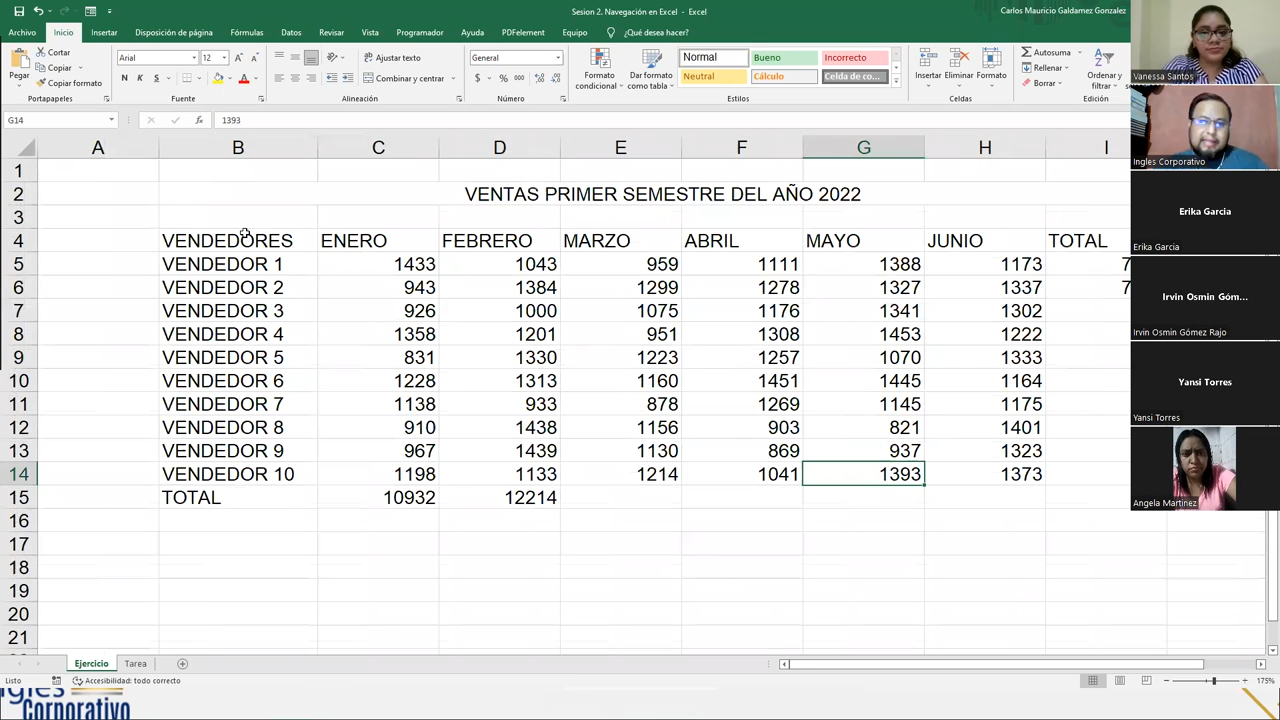 Sesion 2. Navegación en Excel - Excel
Carlos Mauricio Galdamez Gonzalez
Archivo Inicio Insertar Disposición de página Fórmulas Datos Revisar Vista Programador Ayuda PDFelement Equipo ¿Qué desea hacer?
Pegar
Cortar
Copiar
Copiar formato
Portapapeles
Arial 12
N K S
Fuente
Ajustar texto
Combinar y centrar
Alineación
General
$ % 000
Número
Formato condicional
Dar formato como tabla
Normal Bueno Incorrecto
Neutral Cálculo Celda de co...
Estilos
Insertar Eliminar Formato
Celdas
Autosuma
Rellenar
Borrar
Ordenar y filtrar
Edición
G14 fx 1393
A B C D E F G H I
1
2 VENTAS PRIMER SEMESTRE DEL AÑO 2022
3
4 VENDEDORES ENERO FEBRERO MARZO ABRIL MAYO JUNIO TOTAL
5 VENDEDOR 1 1433 1043 959 1111 1388 1173 7
6 VENDEDOR 2 943 1384 1299 1278 1327 1337 7
7 VENDEDOR 3 926 1000 1075 1176 1341 1302
8 VENDEDOR 4 1358 1201 951 1308 1453 1222
9 VENDEDOR 5 831 1330 1223 1257 1070 1333
10 VENDEDOR 6 1228 1313 1160 1451 1445 1164
11 VENDEDOR 7 1138 933 878 1269 1145 1175
12 VENDEDOR 8 910 1438 1156 903 821 1401
13 VENDEDOR 9 967 1439 1130 869 937 1323
14 VENDEDOR 10 1198 1133 1214 1041 1393 1373
15 TOTAL 10932 12214
16
17
18
19
20
21
Ejercicio Tarea
Listo Accesibilidad: todo correcto 175%
Ingles
Corporativo
Vanessa Santos
Ingles Corporativo
Erika Garcia
Erika Garcia
Irvin Osmin Góm...
Irvin Osmin Gómez Rajo
Yansi Torres
Yansi Torres
Angela Martinez